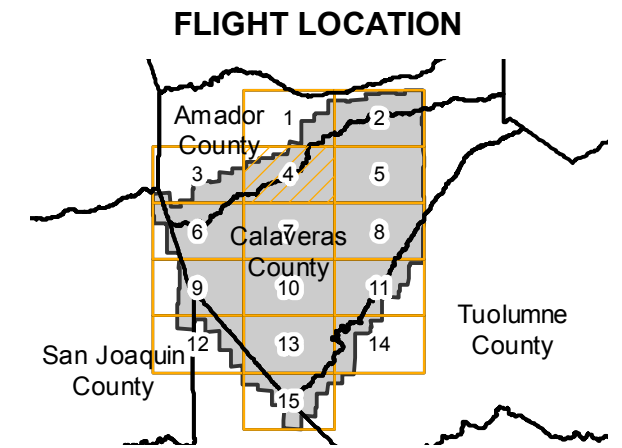 FLIGHT LOCATION
Amador
County
1
2
3
4
5
6
7
8
Calaveras
County
9
10
11
Tuolumne
County
12
13
14
San Joaquin
County
15